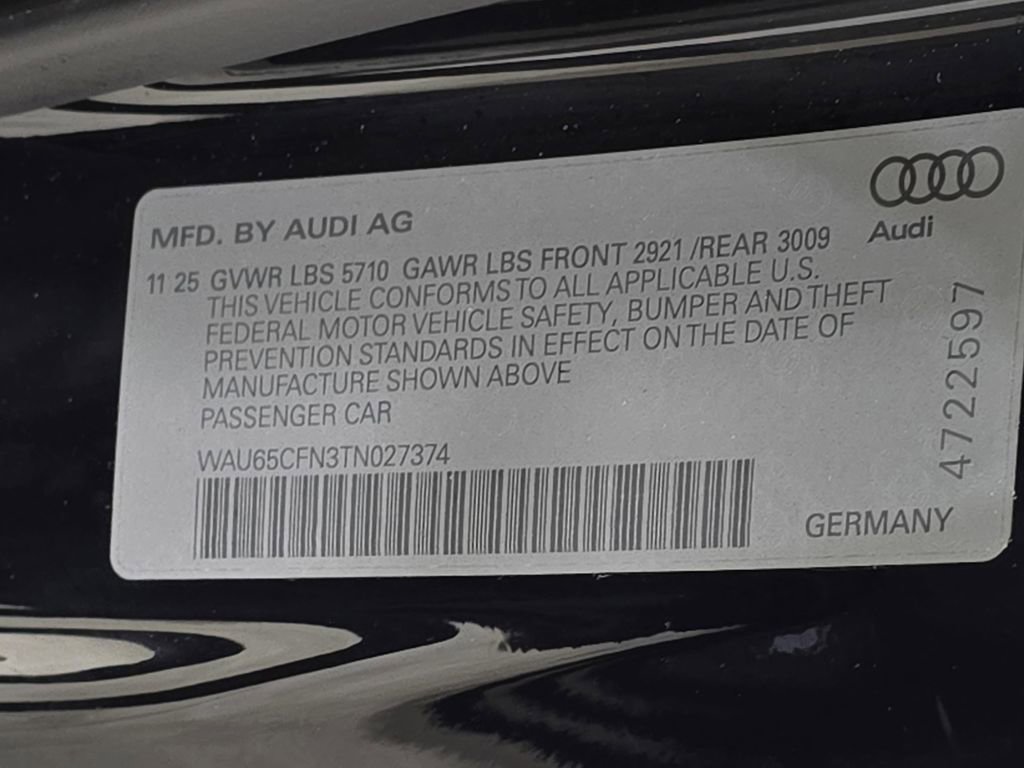 MFD. BY AUDI AG
Audi
11 25 GVWR LBS 5710 GAWR LBS FRONT 2921 /REAR 3009
THIS VEHICLE CONFORMS TO ALL APPLICABLE U.S.
FEDERAL MOTOR VEHICLE SAFETY, BUMPER AND THEFT
PREVENTION STANDARDS IN EFFECT ON THE DATE OF
MANUFACTURE SHOWN ABOVE
PASSENGER CAR
WAU65CFN3TN027374
4722597
GERMANY